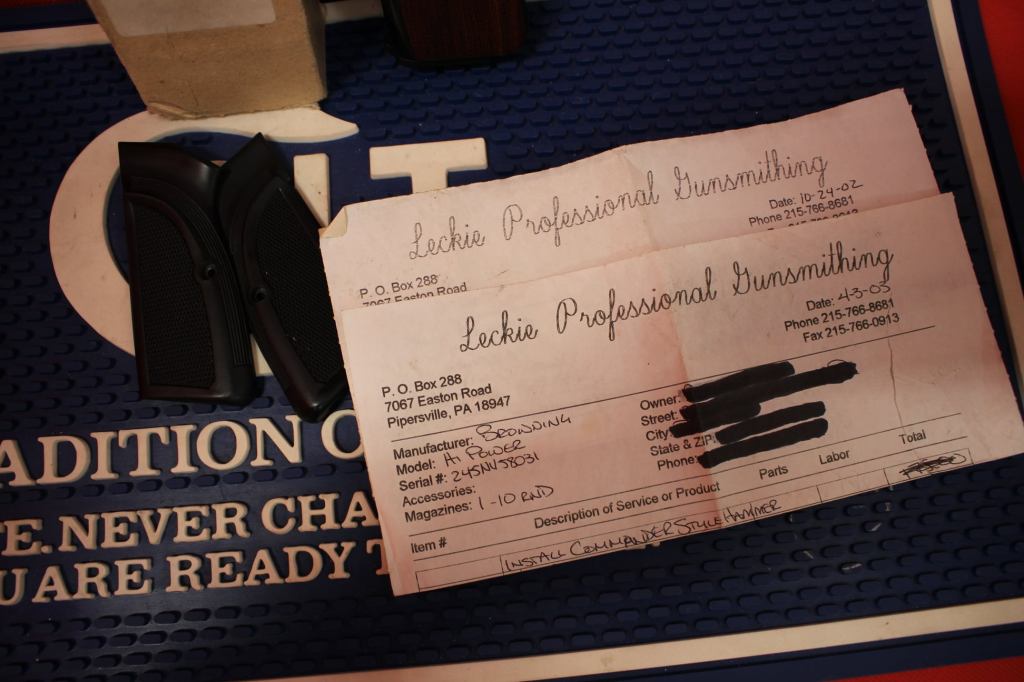 Leckie Professional Gunsmithing
Date: 10-24-02
Phone 215-766-8681
P. O. Box 288
7067 Easton Road
Leckie Professional Gunsmithing
Date: 4-3-03
Phone 215-766-8681
Fax 215-766-0913
P. O. Box 288
7067 Easton Road
Pipersville, PA 18947
Manufacturer: BROWNING
Model: HI POWER
Serial #: 245NV58031
Accessories:
Magazines: 1-10 RND
Owner:
Street:
City
State & ZIP:
Phone:
Item # Description of Service or Product Parts Labor Total
INSTALL COMMANDER STYLE HAMMER
ADITION O
E. NEVER CHA
U ARE READY T